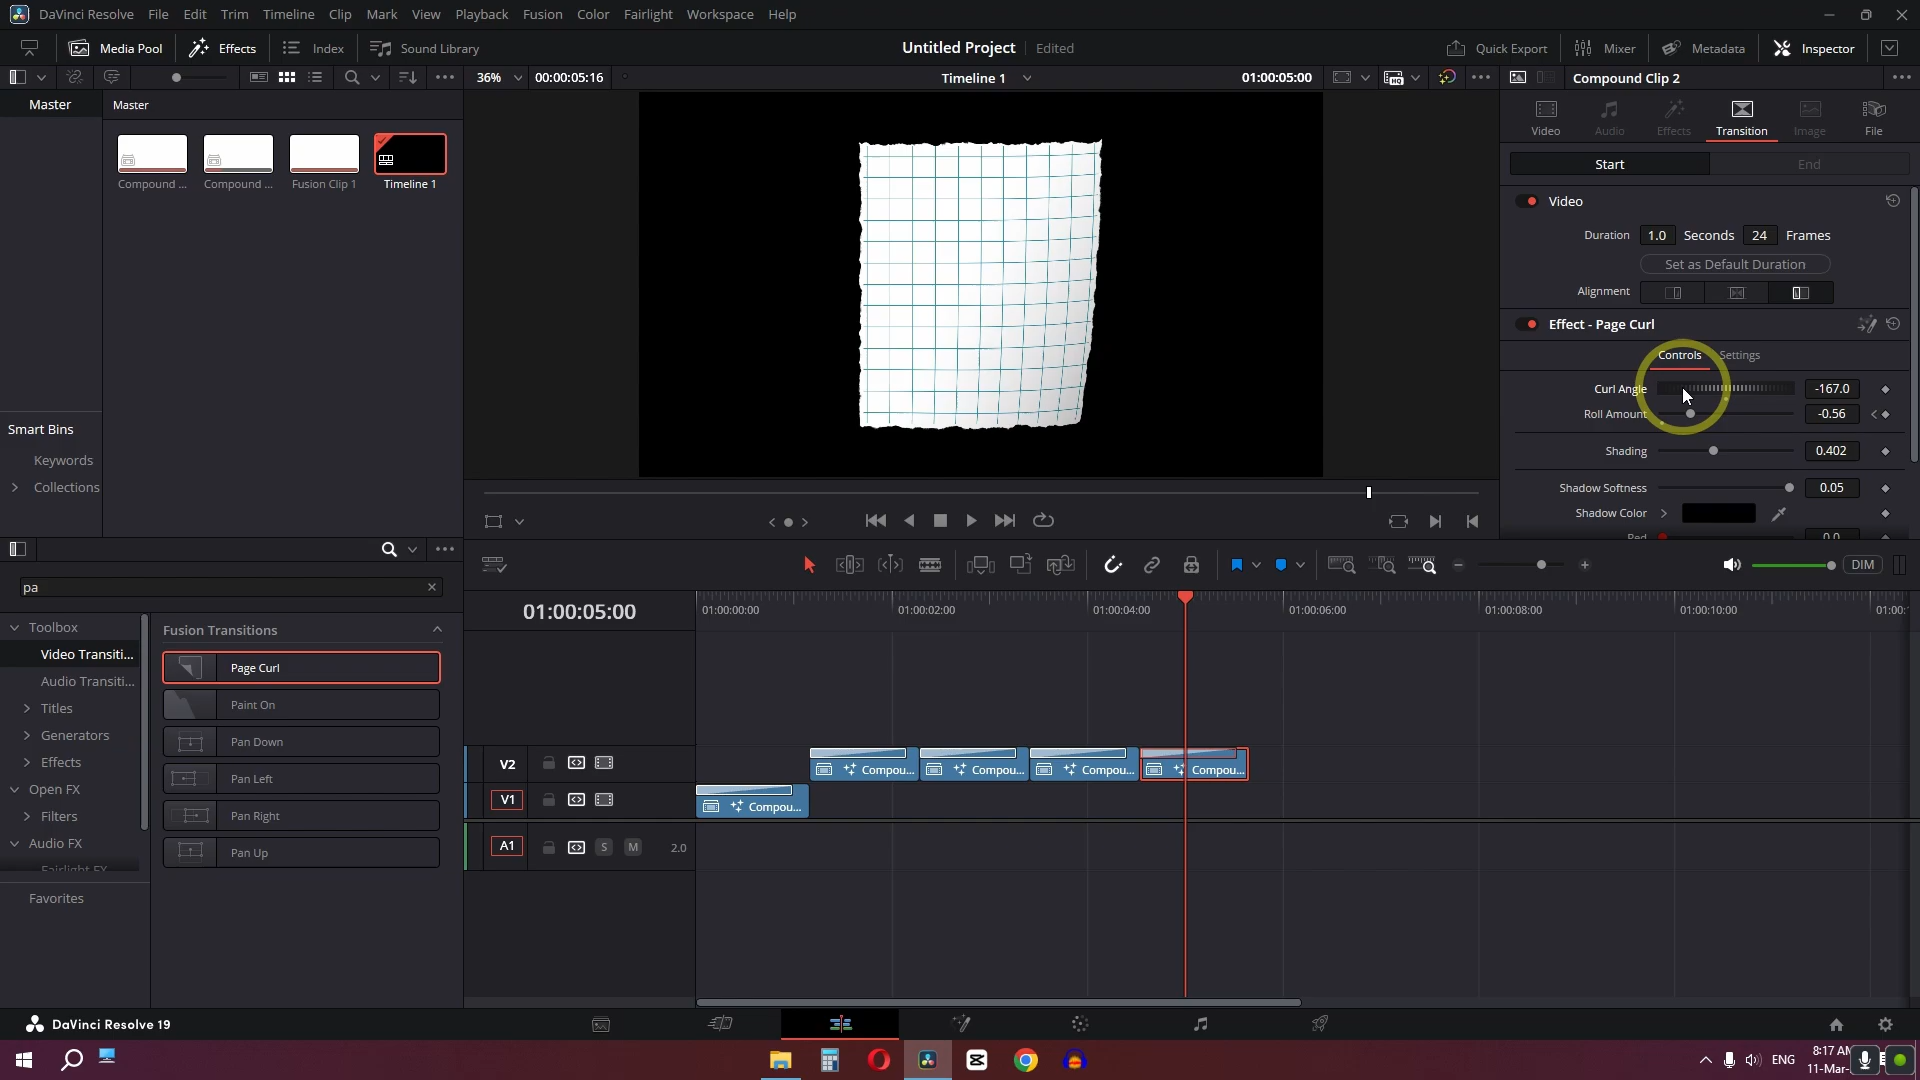 DaVinci Resolve File Edit Trim Timeline Clip Mark View Playback Fusion Color Fairlight Workspace Help
Media Pool Effects Index Sound Library Untitled Project Edited Quick Export Mixer Metadata Inspector
36% 00:00:05:16 Timeline 1 01:00:05:00 Compound Clip 2
Master Master
Video Audio Effects Transition Image File
Start End
Compound ... Compound ... Fusion Clip 1 Timeline 1
Video
Duration 1.0 Seconds 24 Frames
Set as Default Duration
Alignment
Effect - Page Curl
Controls Settings
Curl Angle -167.0
Roll Amount -0.56
Shading 0.402
Shadow Softness 0.05
Shadow Color
Red 0.0
Smart Bins
Keywords
Collections
DIM
pa
01:00:05:00 01:00:00:00 01:00:02:00 01:00:04:00 01:00:06:00 01:00:08:00 01:00:10:00 01:00:
Toolbox
Video Transiti...
Audio Transiti...
Titles
Generators
Effects
Open FX
Filters
Audio FX
Fairlight FX
Favorites
Fusion Transitions
Page Curl
Paint On
Pan Down
Pan Left
Pan Right
Pan Up
V2 Compou... Compou... Compou... Compou...
V1 Compou...
A1 S M 2.0
DaVinci Resolve 19
ENG 8:17 AM
11-Mar-